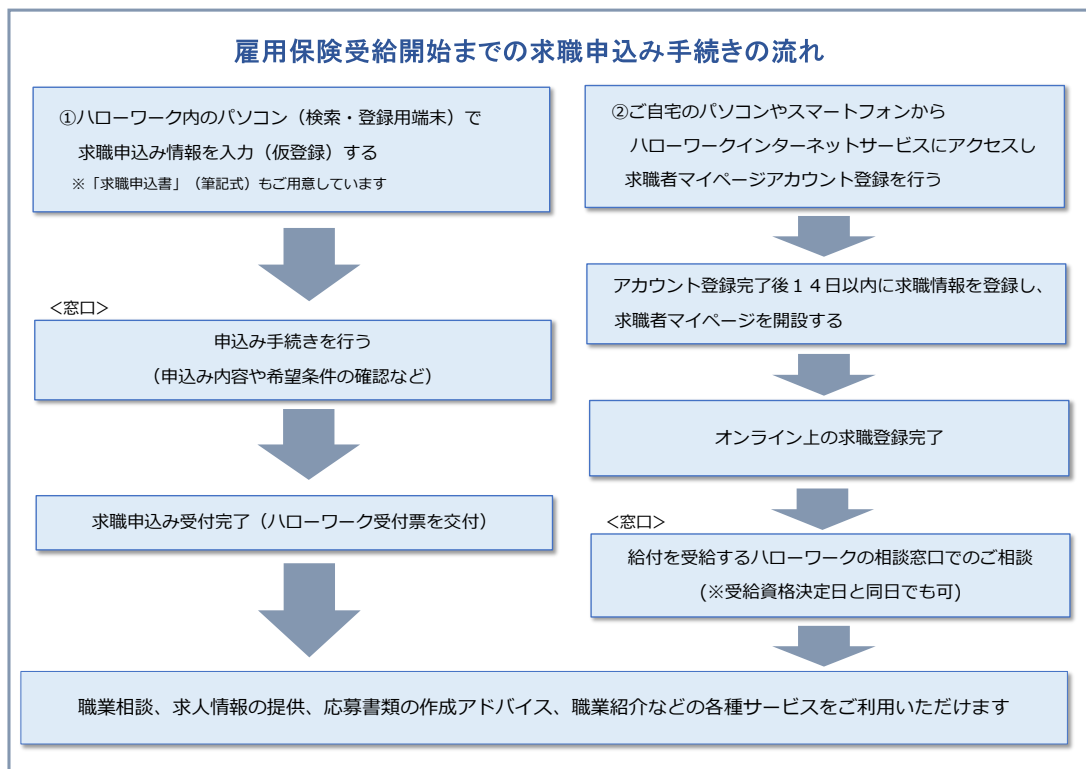 雇用保険受給開始までの求職申込み手続きの流れ
①ハローワーク内のパソコン（検索・登録用端末）で
求職申込み情報を入力（仮登録）する
※「求職申込書」（筆記式）もご用意しています
＜窓口＞
申込み手続きを行う
（申込み内容や希望条件の確認など）
求職申込み受付完了（ハローワーク受付票を交付）
②ご自宅のパソコンやスマートフォンから
ハローワークインターネットサービスにアクセスし
求職者マイページアカウント登録を行う
アカウント登録完了後１４日以内に求職情報を登録し、
求職者マイページを開設する
オンライン上の求職登録完了
＜窓口＞
給付を受給するハローワークの相談窓口でのご相談
(※受給資格決定日と同日でも可)
職業相談、求人情報の提供、応募書類の作成アドバイス、職業紹介などの各種サービスをご利用いただけます